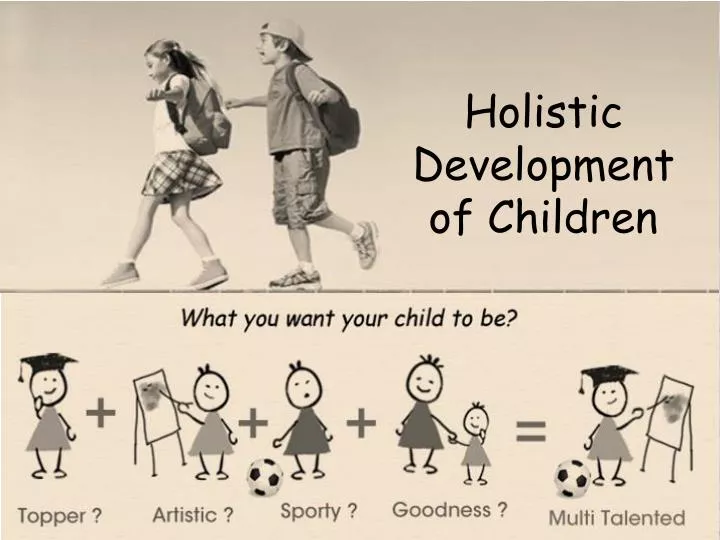 Holistic
Development
of Children
What you want your child to be?
+ + + =
Topper ? Artistic ? Sporty ? Goodness ? Multi Talented